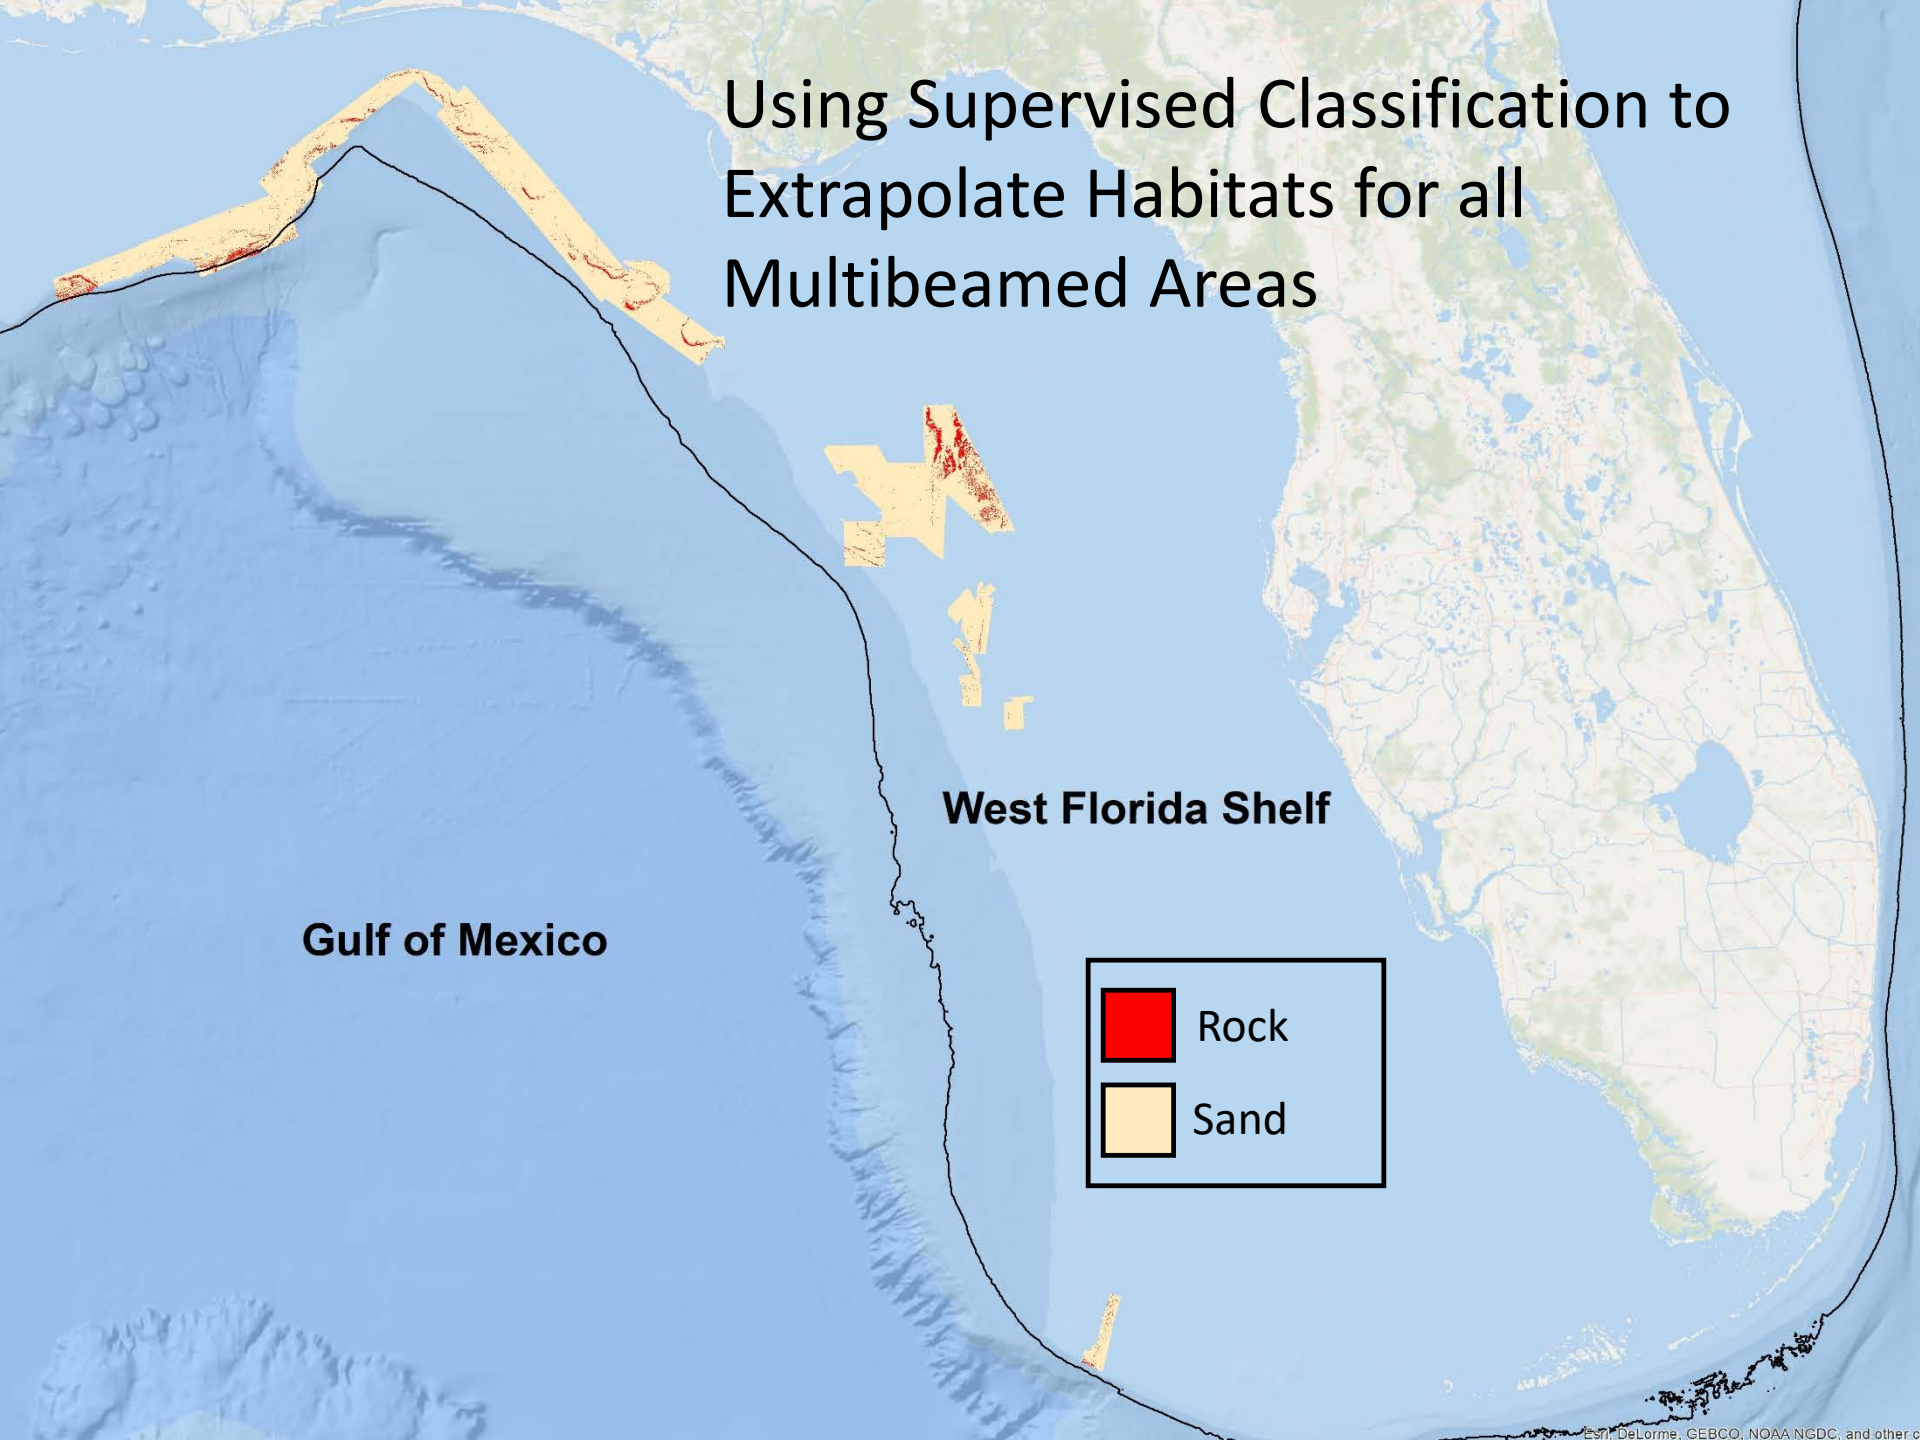 Using Supervised Classification to
Extrapolate Habitats for all
Multibeamed Areas
West Florida Shelf
Gulf of Mexico
Rock
Sand
Esri, DeLorme, GEBCO, NOAA NGDC, and other c